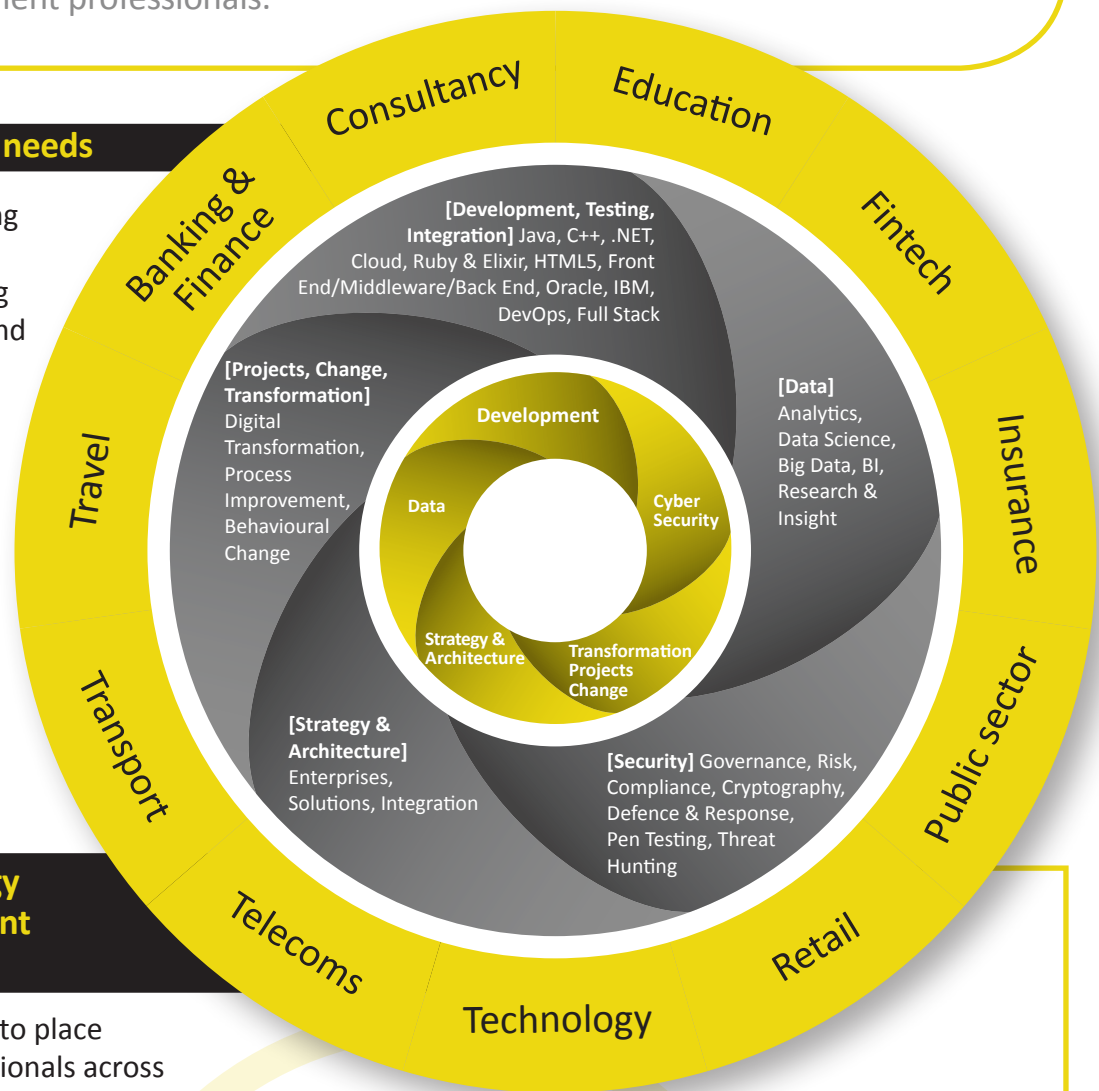 ent professionals.
needs
nd
Consultancy
Education
Fintech
Insurance
Public sector
Retail
Technology
Telecoms
Transport
Travel
Banking &
Finance
[Development, Testing,
Integration] Java, C++, .NET,
Cloud, Ruby & Elixir, HTML5, Front
End/Middleware/Back End, Oracle, IBM,
DevOps, Full Stack
[Data]
Analytics,
Data Science,
Big Data, BI,
Research &
Insight
[Security] Governance, Risk,
Compliance, Cryptography,
Defence & Response,
Pen Testing, Threat
Hunting
[Strategy &
Architecture]
Enterprises,
Solutions, Integration
[Projects, Change,
Transformation]
Digital
Transformation,
Process
Improvement,
Behavioural
Change
Development
Cyber
Security
Transformation
Projects
Change
Strategy &
Architecture
Data
gy
nt
to place
ionals across